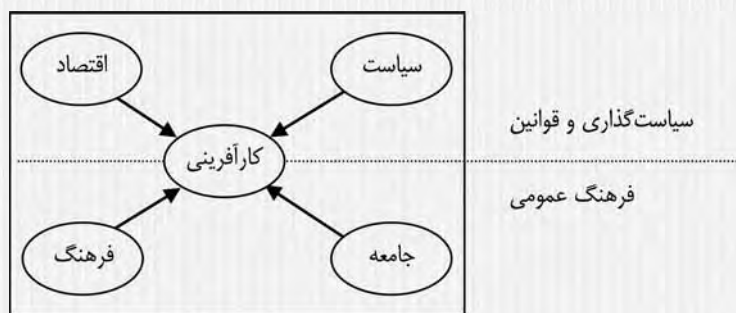 سیاست
اقتصاد
سیاست‌گذاری و قوانین
کارآفرینی
فرهنگ عمومی
جامعه
فرهنگ